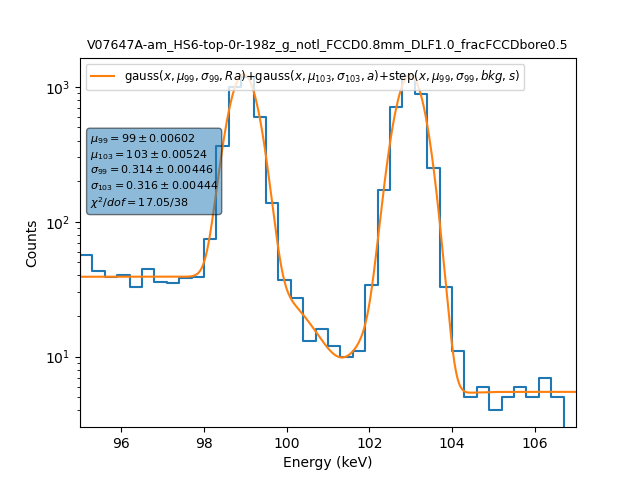 V07647A-am_HS6-top-0r-198z_g_notl_FCCD0.8mm_DLF1.0_fracFCCDbore0.5
gauss(x, μ₉₉, σ₉₉, Ra)+gauss(x, μ₁₀₃, σ₁₀₃, a)+step(x, μ₉₉, σ₉₉, bkg, s)
μ₉₉ = 99 ± 0.00602
μ₁₀₃ = 103 ± 0.00524
σ₉₉ = 0.314 ± 0.00446
σ₁₀₃ = 0.316 ± 0.00444
χ²/dof = 17.05/38
10³
10²
10¹
Counts
96 98 100 102 104 106
Energy (keV)